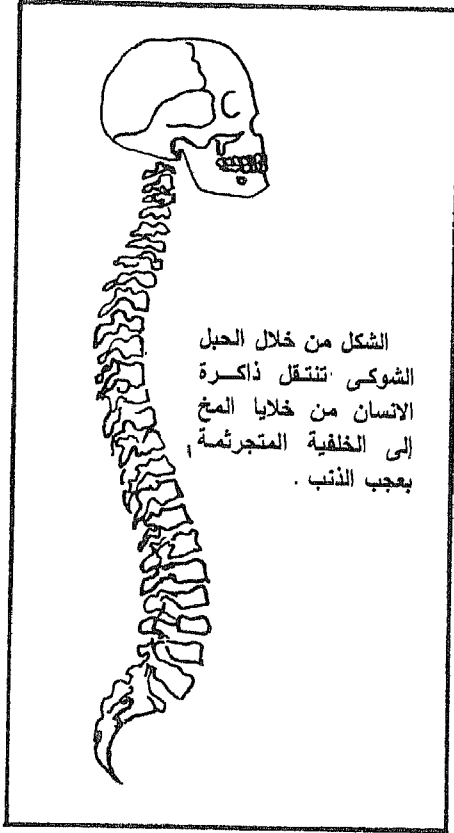 الشكل من خلال الحبل
الشوكى تنتقل ذاكرة
الانسان من خلايا المخ
إلى الخلفية المتجرثمة
بعجب الذنب .